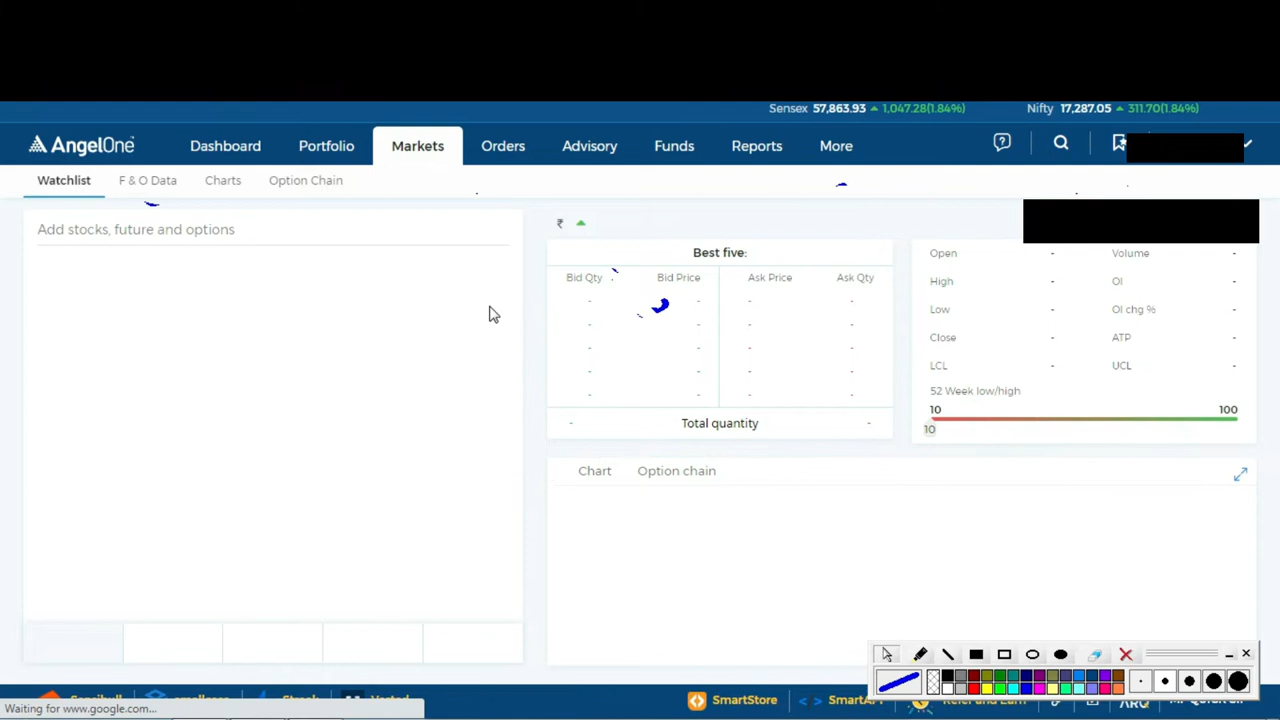 Sensex 57,863.93 1,047.28(1.84%) Nifty 17,287.05 311.70(1.84%)
AngelOne Dashboard Portfolio Markets Orders Advisory Funds Reports More
Watchlist F & O Data Charts Option Chain
Add stocks, future and options
₹
Best five:
Bid Qty Bid Price Ask Price Ask Qty
- - - -
- - - -
- - - -
- - - -
- - - -
- Total quantity -
Open - Volume -
High - OI -
Low - OI chg % -
Close - ATP -
LCL - UCL -
52 Week low/high
10 100
10
Chart Option chain
SmartStore
Waiting for www.google.com...